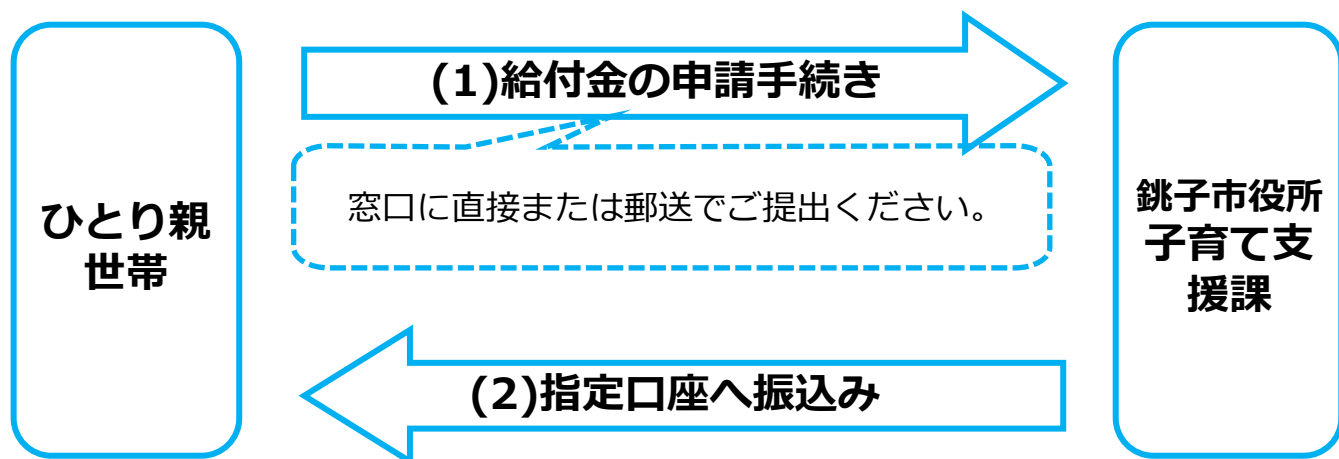 (1)給付金の申請手続き
窓口に直接または郵送でご提出ください。
ひとり親
世帯
銚子市役所
子育て支
援課
(2)指定口座へ振込み